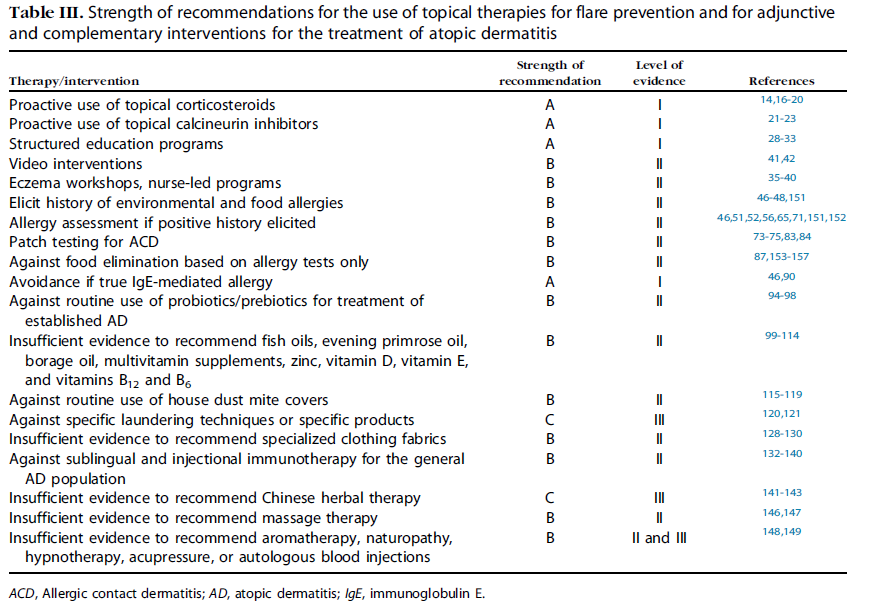 Table III. Strength of recommendations for the use of topical therapies for flare prevention and for adjunctive
and complementary interventions for the treatment of atopic dermatitis
Therapy/intervention Strength of recommendation Level of evidence References
Proactive use of topical corticosteroids A I 14,16-20
Proactive use of topical calcineurin inhibitors A I 21-23
Structured education programs A I 28-33
Video interventions B II 41,42
Eczema workshops, nurse-led programs B II 35-40
Elicit history of environmental and food allergies B II 46-48,151
Allergy assessment if positive history elicited B II 46,51,52,56,65,71,151,152
Patch testing for ACD B II 73-75,83,84
Against food elimination based on allergy tests only B II 87,153-157
Avoidance if true IgE-mediated allergy A I 46,90
Against routine use of probiotics/prebiotics for treatment of B II 94-98
established AD
Insufficient evidence to recommend fish oils, evening primrose oil, B II 99-114
borage oil, multivitamin supplements, zinc, vitamin D, vitamin E,
and vitamins B12 and B6
Against routine use of house dust mite covers B II 115-119
Against specific laundering techniques or specific products C III 120,121
Insufficient evidence to recommend specialized clothing fabrics B II 128-130
Against sublingual and injectional immunotherapy for the general B II 132-140
AD population
Insufficient evidence to recommend Chinese herbal therapy C III 141-143
Insufficient evidence to recommend massage therapy B II 146,147
Insufficient evidence to recommend aromatherapy, naturopathy, B II and III 148,149
hypnotherapy, acupressure, or autologous blood injections
ACD, Allergic contact dermatitis; AD, atopic dermatitis; IgE, immunoglobulin E.